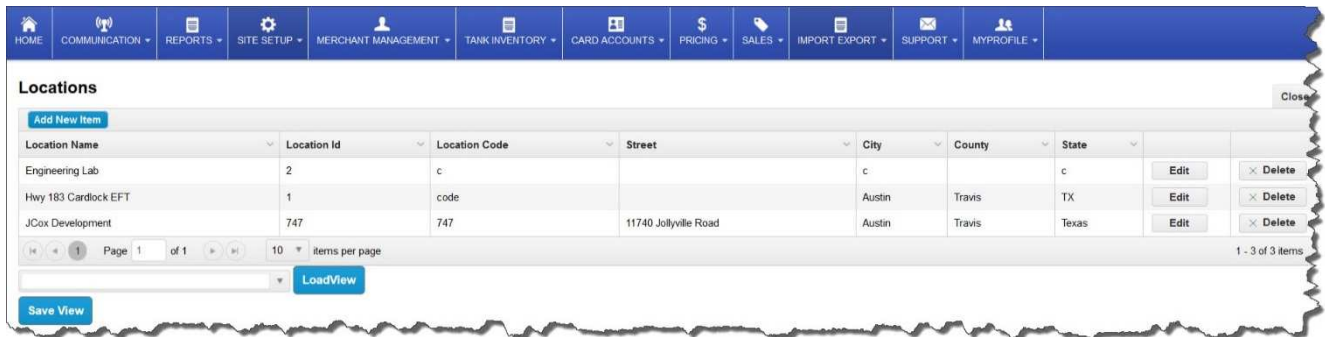 HOME COMMUNICATION REPORTS SITE SETUP MERCHANT MANAGEMENT TANK INVENTORY CARD ACCOUNTS PRICING SALES IMPORT EXPORT SUPPORT MYPROFILE
Locations
Close
Add New Item
Location Name Location Id Location Code Street City County State
Engineering Lab 2 c c c Edit × Delete
Hwy 183 Cardlock EFT 1 code Austin Travis TX Edit × Delete
JCox Development 747 747 11740 Jollyville Road Austin Travis Texas Edit × Delete
1 Page 1 of 1 10 items per page 1 - 3 of 3 items
LoadView
Save View